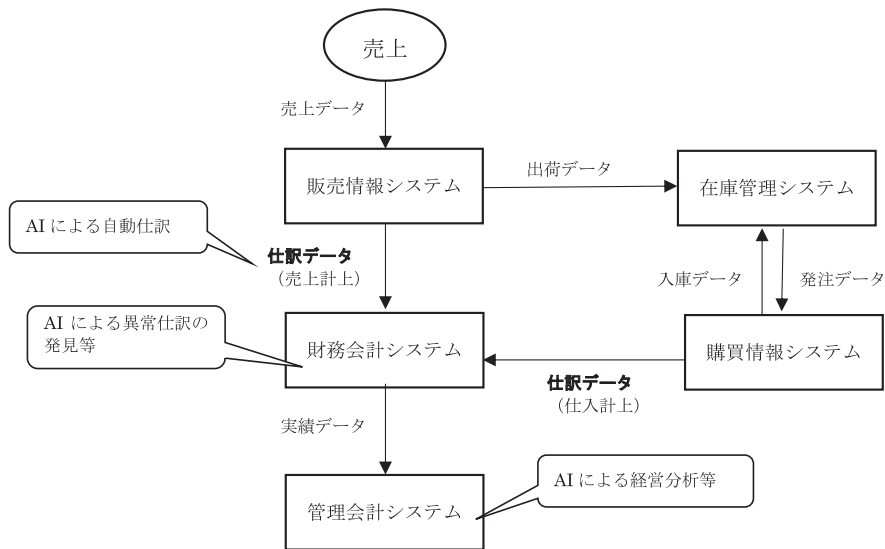 売上
売上データ
販売情報システム
出荷データ
在庫管理システム
AIによる自動仕訳
仕訳データ
（売上計上）
入庫データ
発注データ
AI による異常仕訳の
発見等
財務会計システム
購買情報システム
仕訳データ
（仕入計上）
実績データ
AIによる経営分析等
管理会計システム